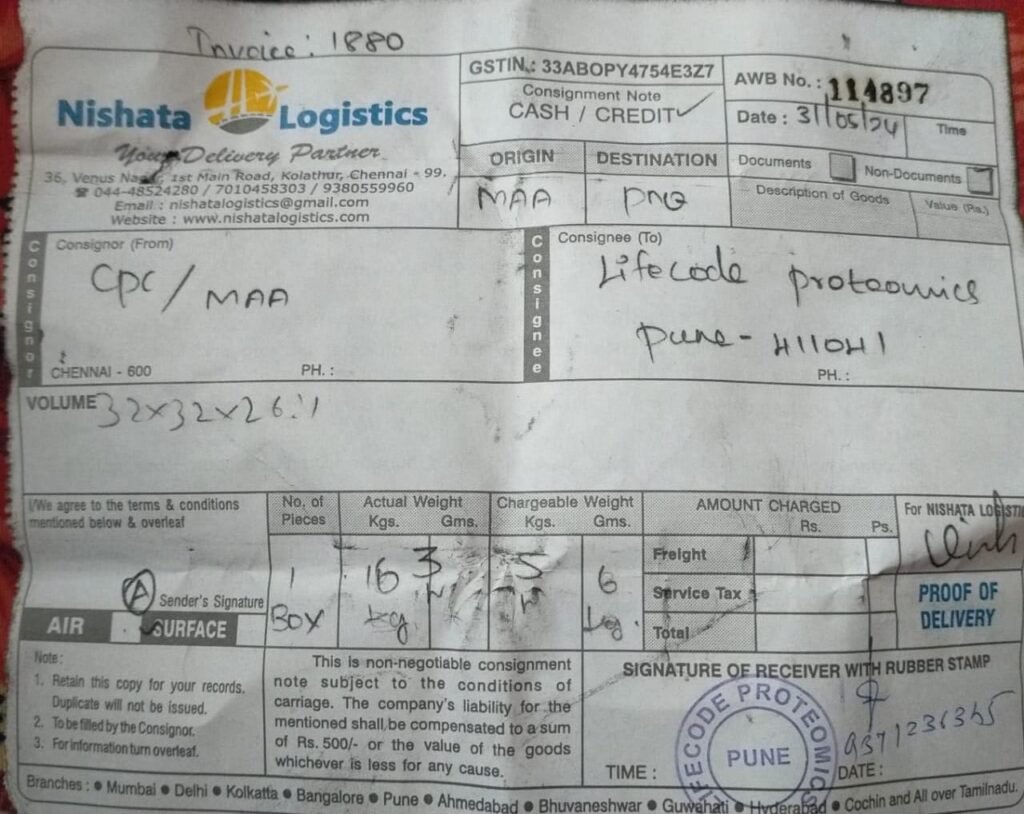 Invoice: 1880
Nishata Logistics
Your Delivery Partner
36, Venus Nagar, 1st Main Road, Kolathur, Chennai - 99.
☎ 044-48524280 / 7010458303 / 9380559960
Email : nishatalogistics@gmail.com
Website : www.nishatalogistics.com
GSTIN.: 33ABOPY4754E3Z7
Consignment Note
CASH / CREDIT ✓
AWB No. : 114897
Date : 31/05/24 Time
ORIGIN DESTINATION
MAA PNQ
Documents Non-Documents
Description of Goods Value (Rs.)
Consignor
Consignor (From)
CPC / MAA
CHENNAI - 600 PH. :
Consignee
Consignee (To)
Lifecode proteomics
Pune - 411041
PH. :
VOLUME 32x32x26:1
I/We agree to the terms & conditions
mentioned below & overleaf
Sender's Signature
A
AIR SURFACE
No. of
Pieces
1
BOX
Actual Weight
Kgs. Gms.
16
kg
Chargeable Weight
Kgs. Gms.
5 6
kg.
AMOUNT CHARGED
Rs. Ps.
Freight
Service Tax
Total
For NISHATA LOGISTI
PROOF OF
DELIVERY
Note :
1. Retain this copy for your records.
Duplicate will not be issued.
2. To be filled by the Consignor.
3. For information turn overleaf.
This is non-negotiable consignment
note subject to the conditions of
carriage. The company's liability for the
mentioned shall be compensated to a sum
of Rs. 500/- or the value of the goods
whichever is less for any cause.
SIGNATURE OF RECEIVER WITH RUBBER STAMP
LIFECODE PROTEOMICS
PUNE
9371236365
TIME : DATE :
Branches : ● Mumbai ● Delhi ● Kolkatta ● Bangalore ● Pune ● Ahmedabad ● Bhuvaneshwar ● Guwahati ● Hyderabad ● Cochin and All over Tamilnadu.